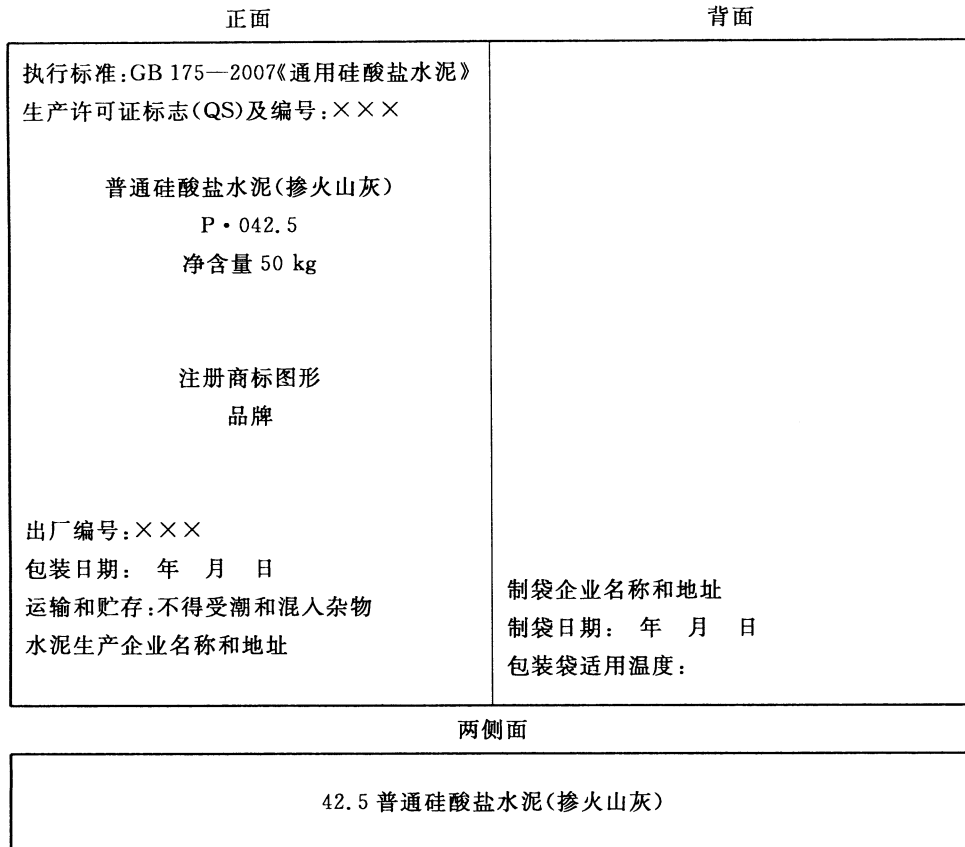 正面
背面
执行标准:GB 175—2007《通用硅酸盐水泥》
生产许可证标志(QS)及编号:×××
普通硅酸盐水泥(掺火山灰)
P·042.5
净含量 50 kg
注册商标图形
品牌
出厂编号:×××
包装日期: 年 月 日
运输和贮存:不得受潮和混入杂物
水泥生产企业名称和地址
制袋企业名称和地址
制袋日期: 年 月 日
包装袋适用温度:
两侧面
42.5 普通硅酸盐水泥(掺火山灰)